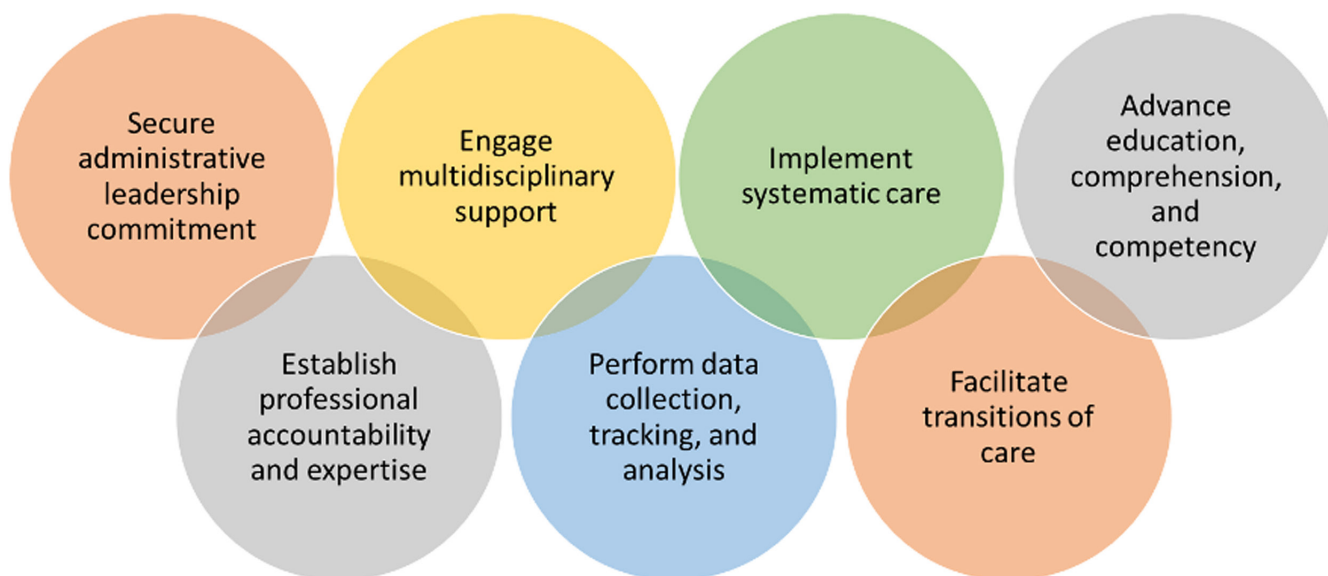 Secure
administrative
leadership
commitment
Establish
professional
accountability
and expertise
Engage
multidisciplinary
support
Perform data
collection,
tracking, and
analysis
Implement
systematic care
Facilitate
transitions of
care
Advance
education,
comprehension,
and
competency